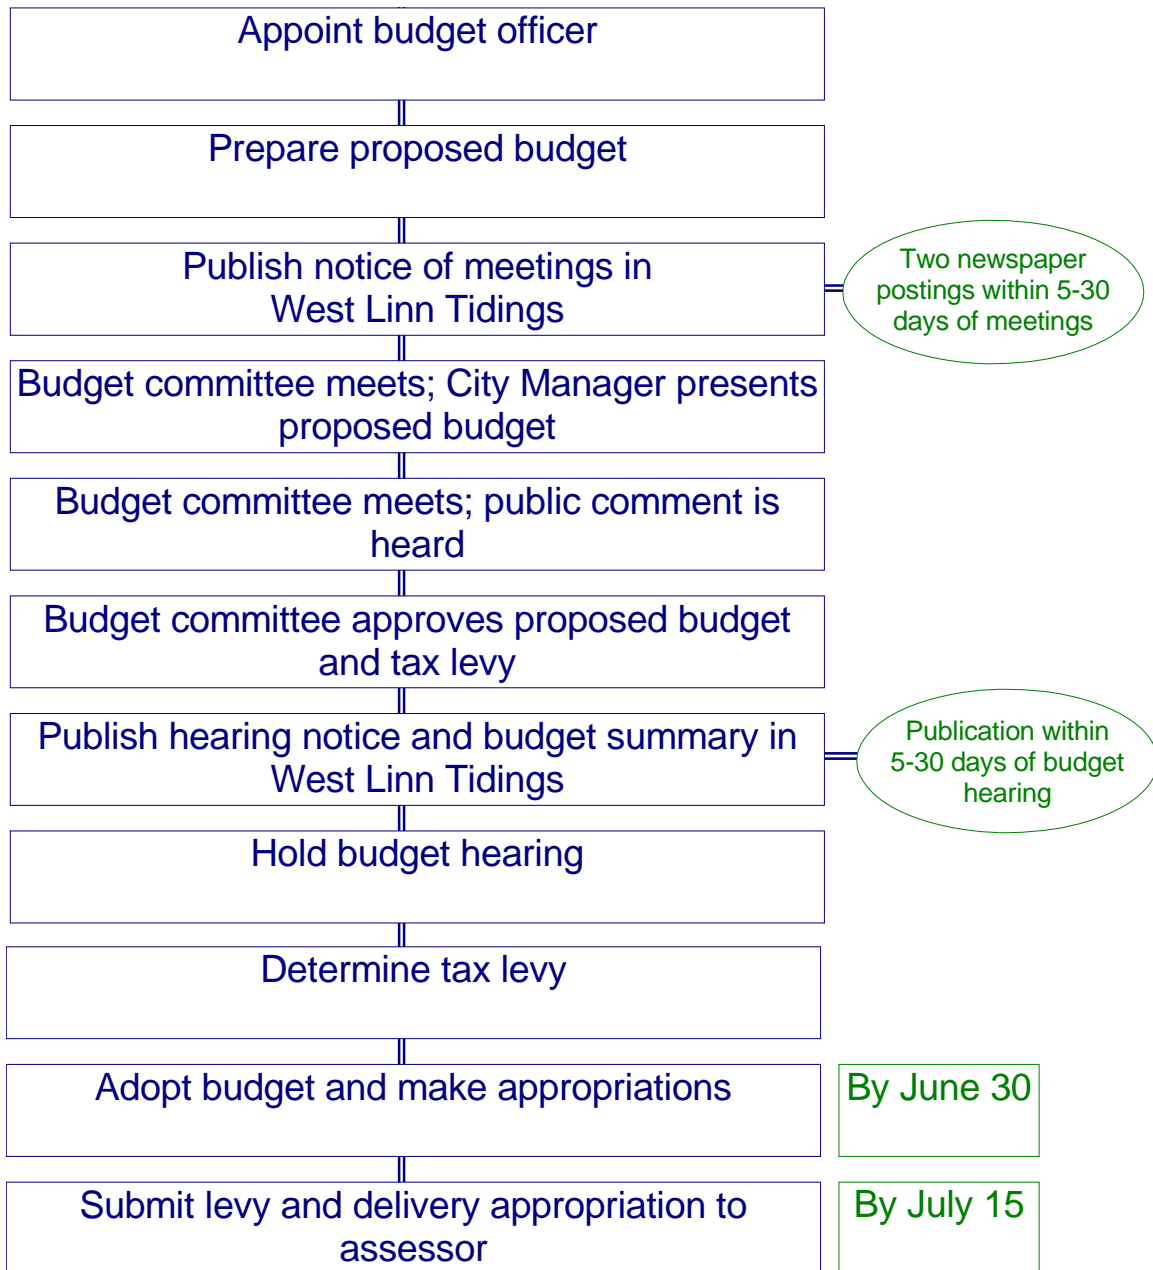 Appoint budget officer
Prepare proposed budget
Publish notice of meetings in
West Linn Tidings
Two newspaper
postings within 5-30
days of meetings
Budget committee meets; City Manager presents
proposed budget
Budget committee meets; public comment is
heard
Budget committee approves proposed budget
and tax levy
Publish hearing notice and budget summary in
West Linn Tidings
Publication within
5-30 days of budget
hearing
Hold budget hearing
Determine tax levy
Adopt budget and make appropriations
By June 30
Submit levy and delivery appropriation to
assessor
By July 15